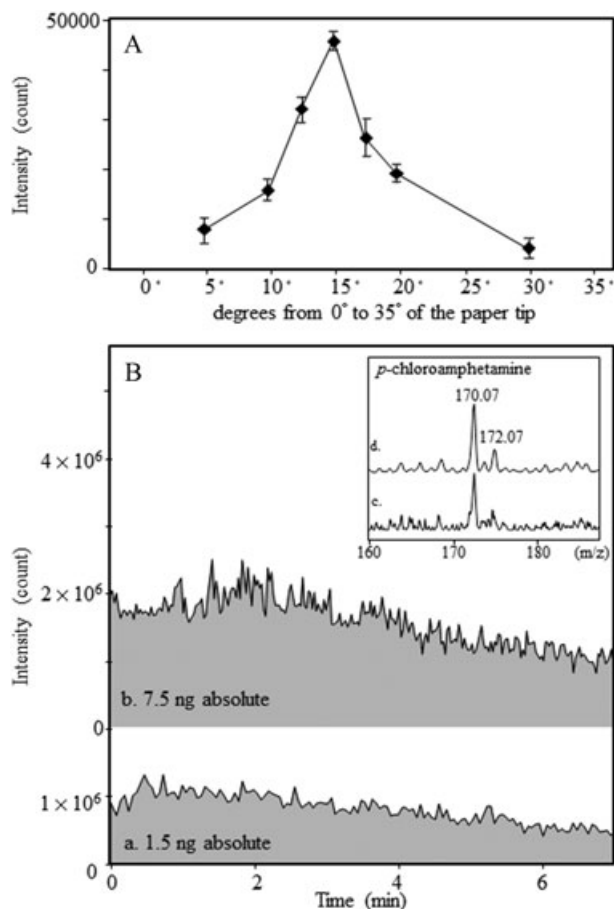 A
50000
0
Intensity (count)
0° 5° 10° 15° 20° 25° 30° 35°
degrees from 0° to 35° of the paper tip
B
p-chloroamphetamine
170.07
172.07
d.
c.
160 170 180 (m/z)
4 × 10⁶
2 × 10⁶
0
Intensity (count)
b. 7.5 ng absolute
1 × 10⁶
0
a. 1.5 ng absolute
0 2 4 6
Time (min)